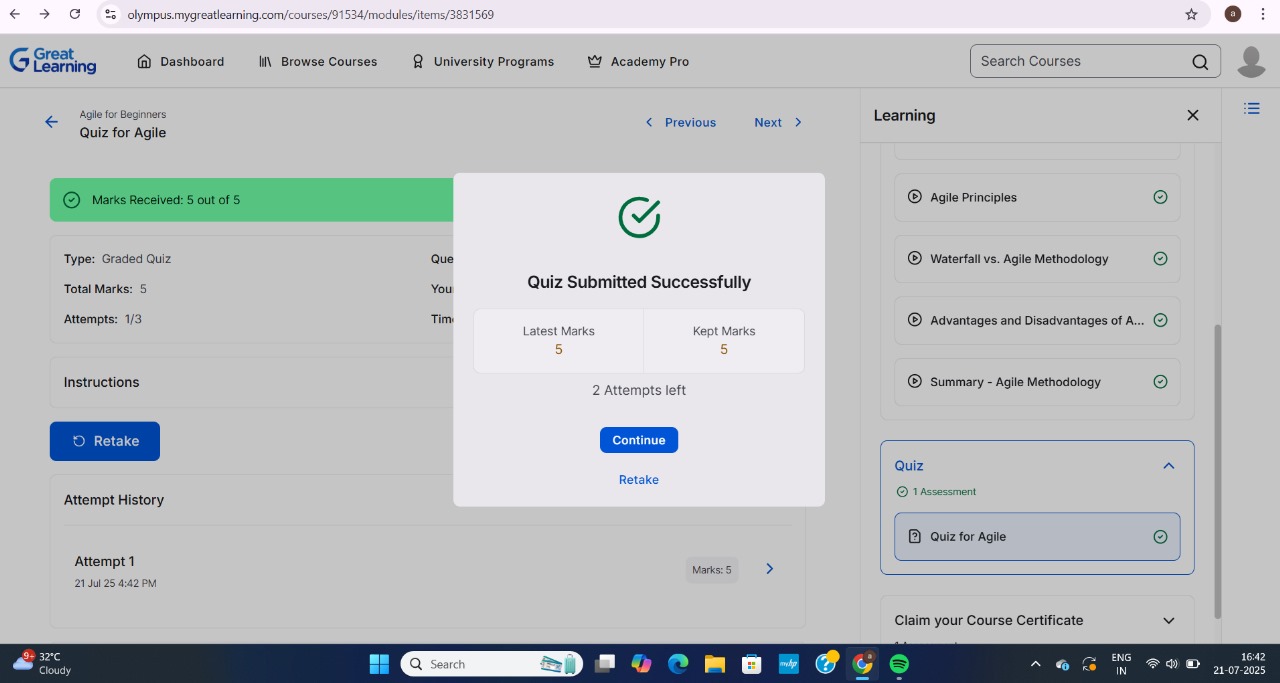 olympus.mygreatlearning.com/courses/91534/modules/items/3831569
a
Great
Learning
Dashboard
Browse Courses
University Programs
Academy Pro
Search Courses
Agile for Beginners
Quiz for Agile
Previous
Next
Learning
Marks Received: 5 out of 5
Type: Graded Quiz
Que
Total Marks: 5
You
Attempts: 1/3
Time
Instructions
Retake
Attempt History
Attempt 1
21 Jul 25 4:42 PM
Marks: 5
Quiz Submitted Successfully
Latest Marks
5
Kept Marks
5
2 Attempts left
Continue
Retake
Agile Principles
Waterfall vs. Agile Methodology
Advantages and Disadvantages of A...
Summary - Agile Methodology
Quiz
1 Assessment
Quiz for Agile
Claim your Course Certificate
9+
32°C
Cloudy
Search
myhp
ENG
IN
16:42
21-07-2025